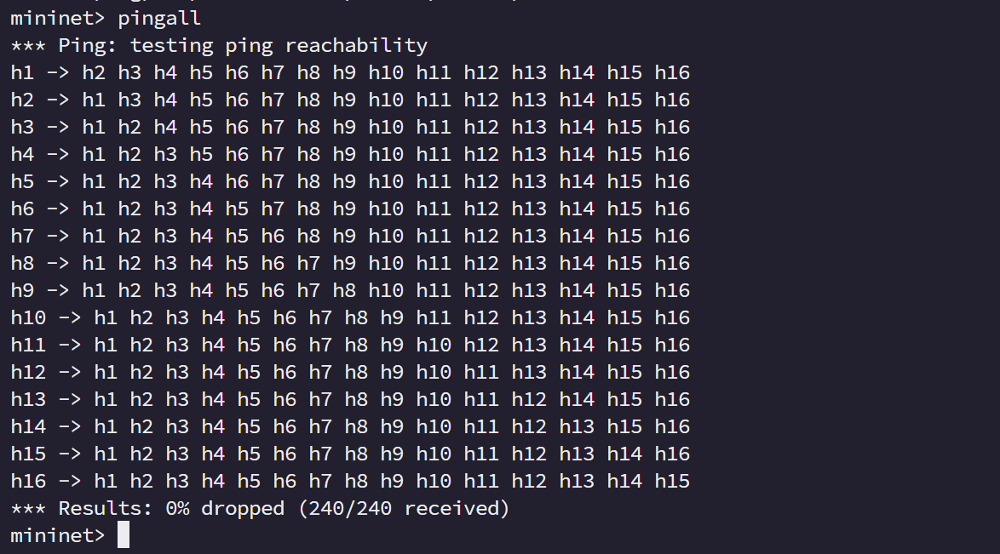 mininet> pingall
*** Ping: testing ping reachability
h1 -> h2 h3 h4 h5 h6 h7 h8 h9 h10 h11 h12 h13 h14 h15 h16
h2 -> h1 h3 h4 h5 h6 h7 h8 h9 h10 h11 h12 h13 h14 h15 h16
h3 -> h1 h2 h4 h5 h6 h7 h8 h9 h10 h11 h12 h13 h14 h15 h16
h4 -> h1 h2 h3 h5 h6 h7 h8 h9 h10 h11 h12 h13 h14 h15 h16
h5 -> h1 h2 h3 h4 h6 h7 h8 h9 h10 h11 h12 h13 h14 h15 h16
h6 -> h1 h2 h3 h4 h5 h7 h8 h9 h10 h11 h12 h13 h14 h15 h16
h7 -> h1 h2 h3 h4 h5 h6 h8 h9 h10 h11 h12 h13 h14 h15 h16
h8 -> h1 h2 h3 h4 h5 h6 h7 h9 h10 h11 h12 h13 h14 h15 h16
h9 -> h1 h2 h3 h4 h5 h6 h7 h8 h10 h11 h12 h13 h14 h15 h16
h10 -> h1 h2 h3 h4 h5 h6 h7 h8 h9 h11 h12 h13 h14 h15 h16
h11 -> h1 h2 h3 h4 h5 h6 h7 h8 h9 h10 h12 h13 h14 h15 h16
h12 -> h1 h2 h3 h4 h5 h6 h7 h8 h9 h10 h11 h13 h14 h15 h16
h13 -> h1 h2 h3 h4 h5 h6 h7 h8 h9 h10 h11 h12 h14 h15 h16
h14 -> h1 h2 h3 h4 h5 h6 h7 h8 h9 h10 h11 h12 h13 h15 h16
h15 -> h1 h2 h3 h4 h5 h6 h7 h8 h9 h10 h11 h12 h13 h14 h16
h16 -> h1 h2 h3 h4 h5 h6 h7 h8 h9 h10 h11 h12 h13 h14 h15
*** Results: 0% dropped (240/240 received)
mininet>